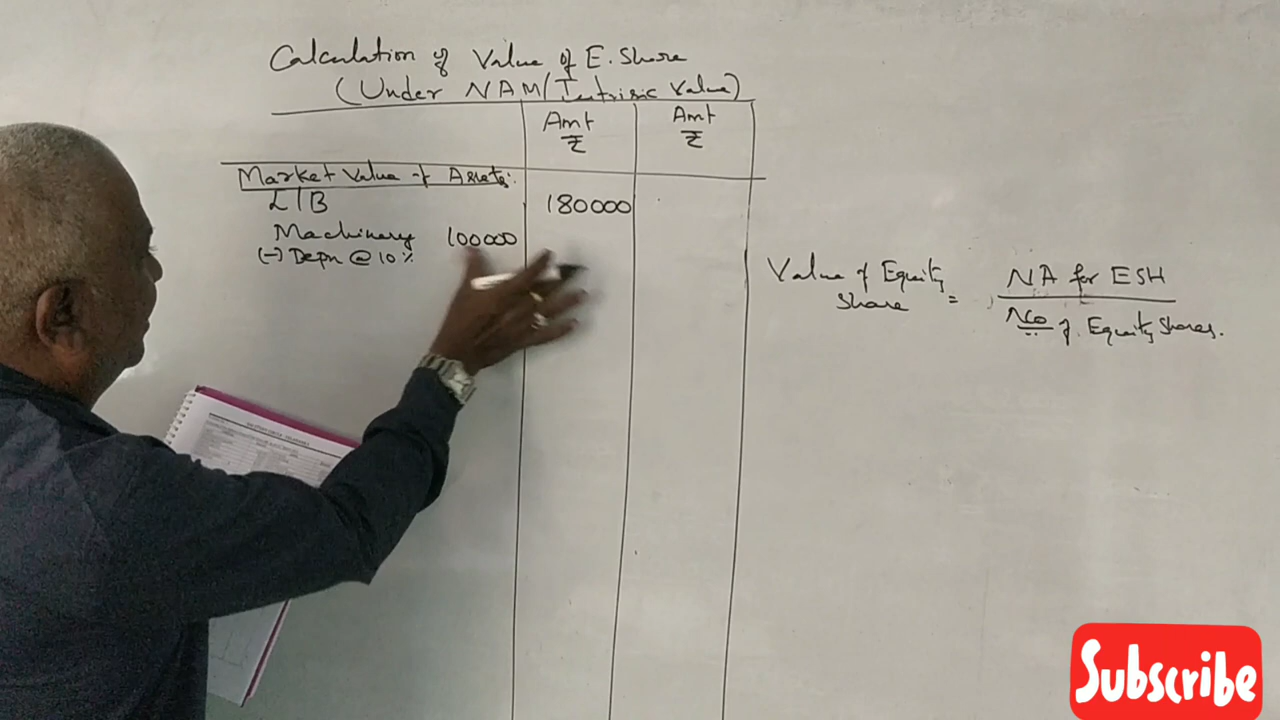 Calculation of Value of E. Share
(Under NAM/Intrisic Value)
Amt ₹
Amt ₹
Market Value of Assets:
L/B 180000
Machinery 100000
(-) Depn @ 10%
Value of Equity Share = NA for ESH
No of Equity Shares.
Subscribe